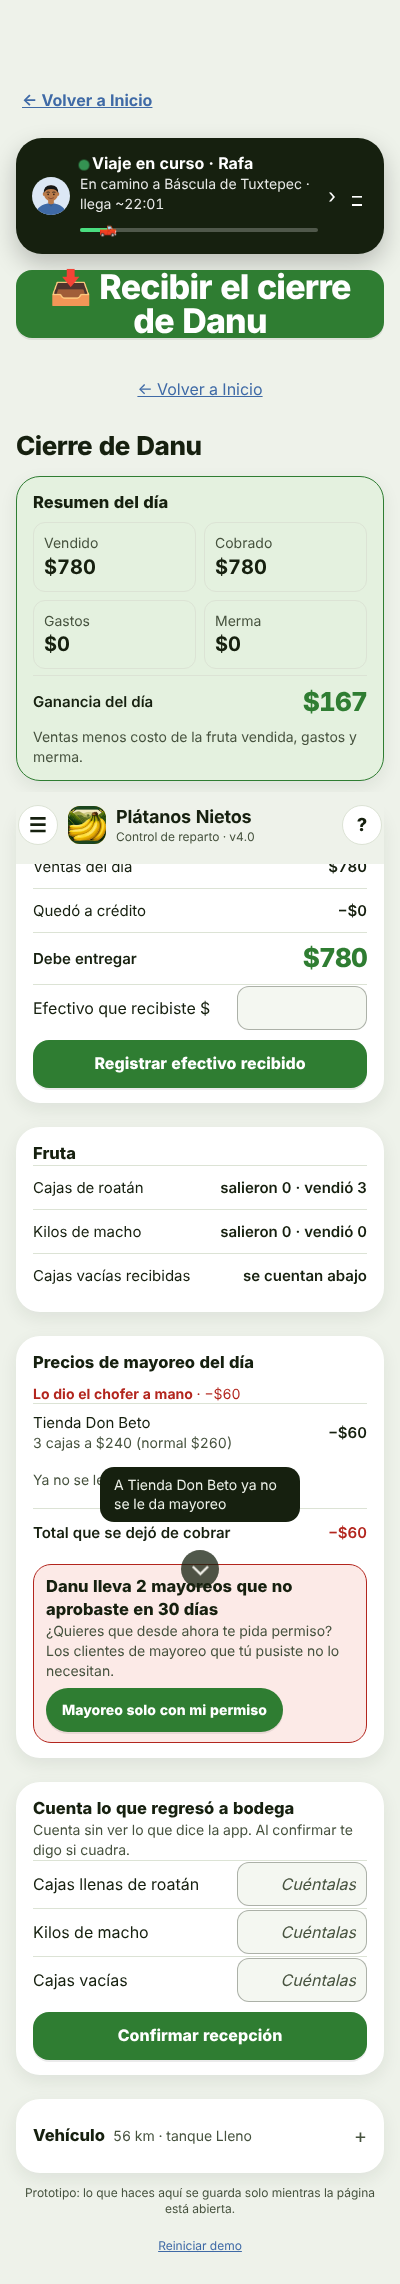 ← Volver a Inicio
Viaje en curso · Rafa
En camino a Báscula de Tuxtepec ·
llega ~22:01
Recibir el cierre
de Danu
← Volver a Inicio
Cierre de Danu
Resumen del día
Vendido
$780
Cobrado
$780
Gastos
$0
Merma
$0
Ganancia del día
$167
Ventas menos costo de la fruta vendida, gastos y
merma.
Plátanos Nietos
Control de reparto · v4.0
?
Ventas del día
$780
Quedó a crédito
−$0
Debe entregar
$780
Efectivo que recibiste $
Registrar efectivo recibido
Fruta
Cajas de roatán
salieron 0 · vendió 3
Kilos de macho
salieron 0 · vendió 0
Cajas vacías recibidas
se cuentan abajo
Precios de mayoreo del día
Lo dio el chofer a mano · −$60
Tienda Don Beto
3 cajas a $240 (normal $260)
−$60
Ya no se
A Tienda Don Beto ya no
se le da mayoreo
Total que se dejó de cobrar
−$60
Danu lleva 2 mayoreos que no
aprobaste en 30 días
¿Quieres que desde ahora te pida permiso?
Los clientes de mayoreo que tú pusiste no lo
necesitan.
Mayoreo solo con mi permiso
Cuenta lo que regresó a bodega
Cuenta sin ver lo que dice la app. Al confirmar te
digo si cuadra.
Cajas llenas de roatán
Cuéntalas
Kilos de macho
Cuéntalas
Cajas vacías
Cuéntalas
Confirmar recepción
Vehículo 56 km · tanque Lleno
+
Prototipo: lo que haces aquí se guarda solo mientras la página
está abierta.
Reiniciar demo